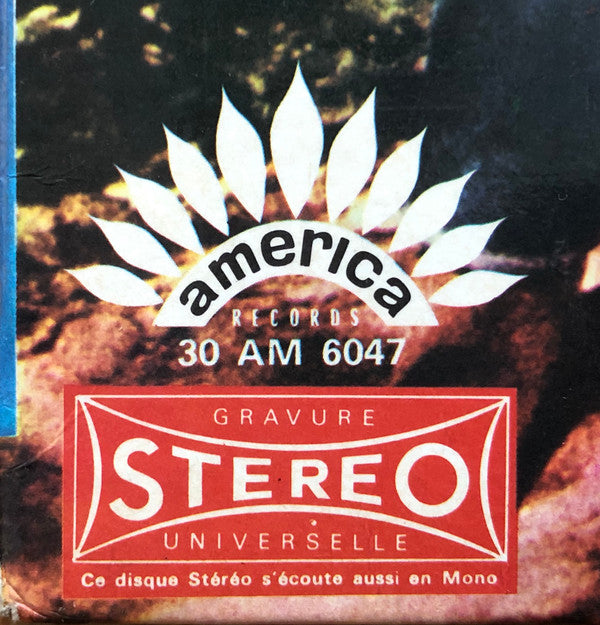 america
RECORDS
30 AM 6047
GRAVURE
STEREO
UNIVERSELLE
Ce disque Stéréo s'écoute aussi en Mono